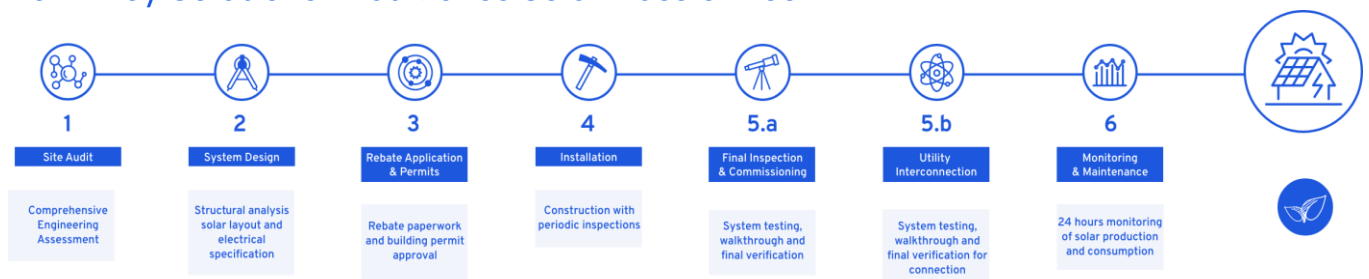 1
Site Audit
Comprehensive
Engineering
Assessment
2
System Design
Structural analysis
solar layout and
electrical
specification
3
Rebate Application
& Permits
Rebate paperwork
and building permit
approval
4
Installation
Construction with
periodic inspections
5.a
Final Inspection
& Commissioning
System testing,
walkthrough and
final verification
5.b
Utility
Interconnection
System testing,
walkthrough and
final verification for
connection
6
Monitoring
& Maintenance
24 hours monitoring
of solar production
and consumption